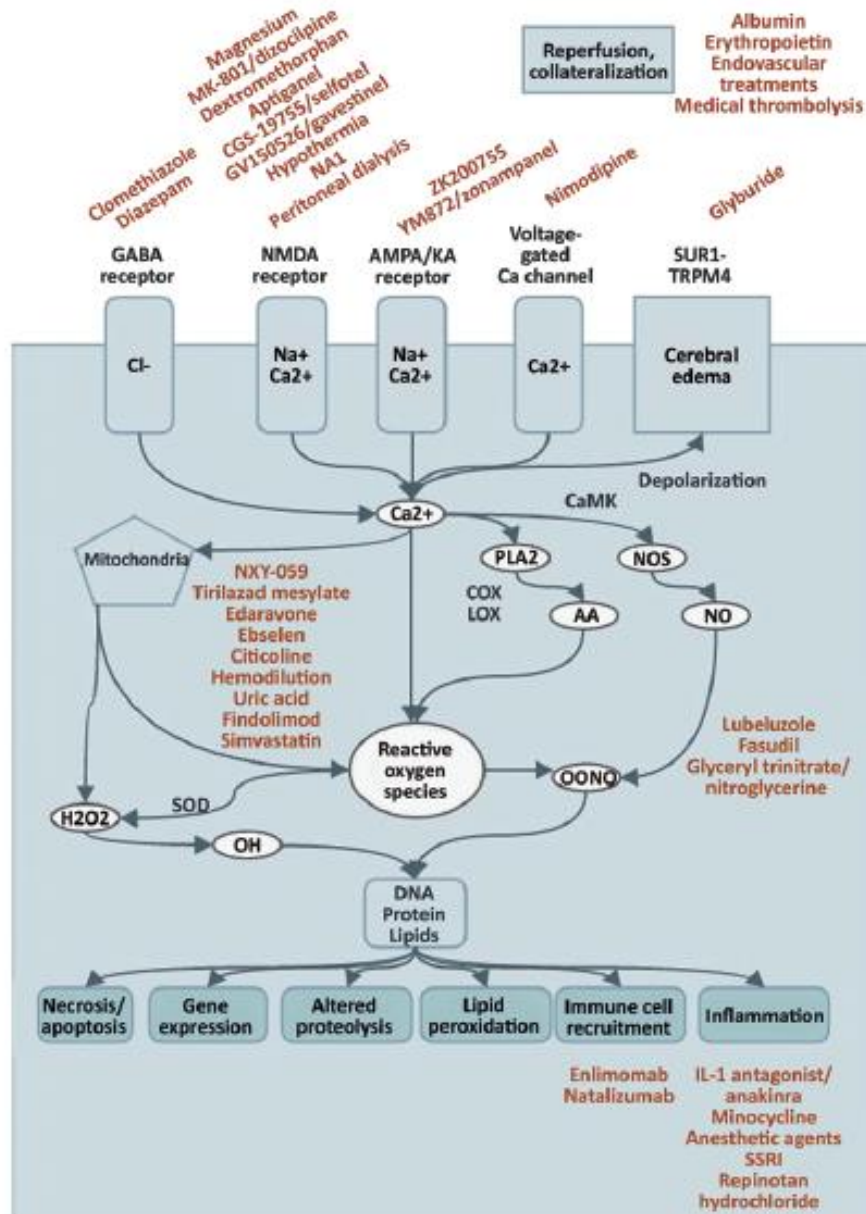 Magnesium
MK-801/dizocilpine
Dextromethorphan
Aptiganel
CGS-19755/selfotel
GV150526/gavestinel
Hypothermia
NA1
Peritoneal dialysis
Reperfusion,
collateralization
Albumin
Erythropoietin
Endovascular
treatments
Medical thrombolysis
Clomethiazole
Diazepam
ZK200755
YM872/zonampanel
Nimodipine
Glyburide
GABA
receptor
NMDA
receptor
AMPA/KA
receptor
Voltage-
gated
Ca channel
SUR1-
TRPM4
Cl-
Na+
Ca2+
Na+
Ca2+
Ca2+
Cerebral
edema
Depolarization
Ca2+
CaMK
Mitochondria
PLA2
NOS
NXY-059
Tirilazad mesylate
Edaravone
Ebselen
Citicoline
Hemodilution
Uric acid
Findolimod
Simvastatin
COX
LOX
AA
NO
Reactive
oxygen
species
OONO
Lubeluzole
Fasudil
Glyceryl trinitrate/
nitroglycerine
SOD
H2O2
OH
DNA
Protein
Lipids
Necrosis/
apoptosis
Gene
expression
Altered
proteolysis
Lipid
peroxidation
Immune cell
recruitment
Inflammation
Enlimomab
Natalizumab
IL-1 antagonist/
anakinra
Minocycline
Anesthetic agents
SSRI
Repinotan
hydrochloride